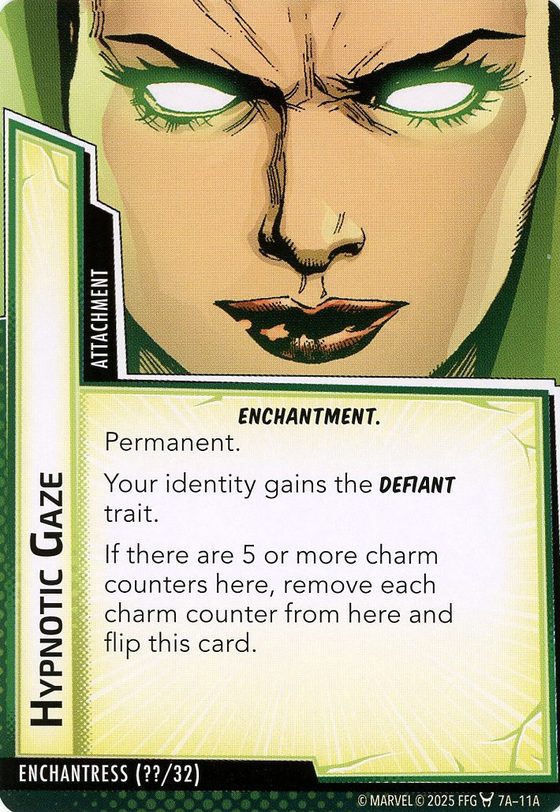 ATTACHMENT
HYPNOTIC GAZE
ENCHANTMENT.
Permanent.
Your identity gains the DEFIANT
trait.
If there are 5 or more charm
counters here, remove each
charm counter from here and
flip this card.
ENCHANTRESS (??/32)
© MARVEL © 2025 FFG 7A–11A